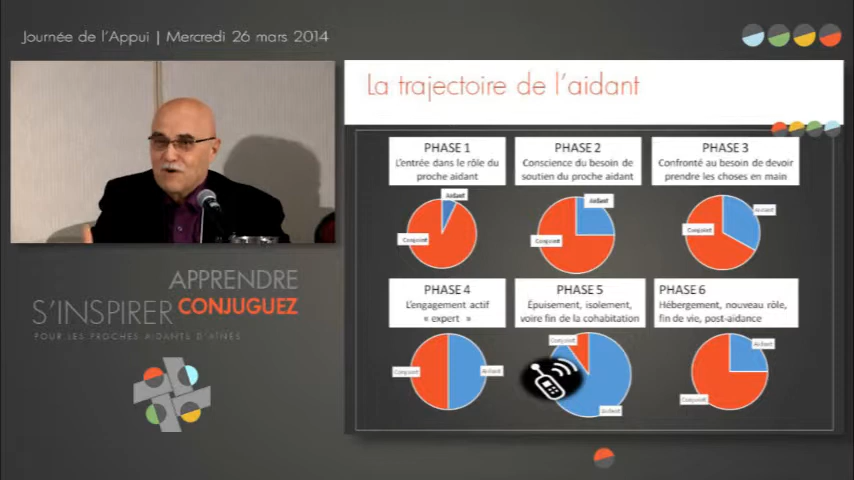 Journée de l'Appui | Mercredi 26 mars 2014
La trajectoire de l'aidant
PHASE 1
L'entrée dans le rôle du
proche aidant
Aidant
Conjoint
PHASE 2
Conscience du besoin de
soutien du proche aidant
Aidant
Conjoint
PHASE 3
Confronté au besoin de devoir
prendre les choses en main
Aidant
Conjoint
PHASE 4
L'engagement actif
« expert »
Conjoint
Aidant
PHASE 5
Épuisement, isolement,
voire fin de la cohabitation
Conjoint
Aidant
PHASE 6
Hébergement, nouveau rôle,
fin de vie, post-aidance
Aidant
Conjoint
APPRENDRE
S'INSPIRER CONJUGUEZ
POUR LES PROCHES AIDANTS D'AÎNÉS